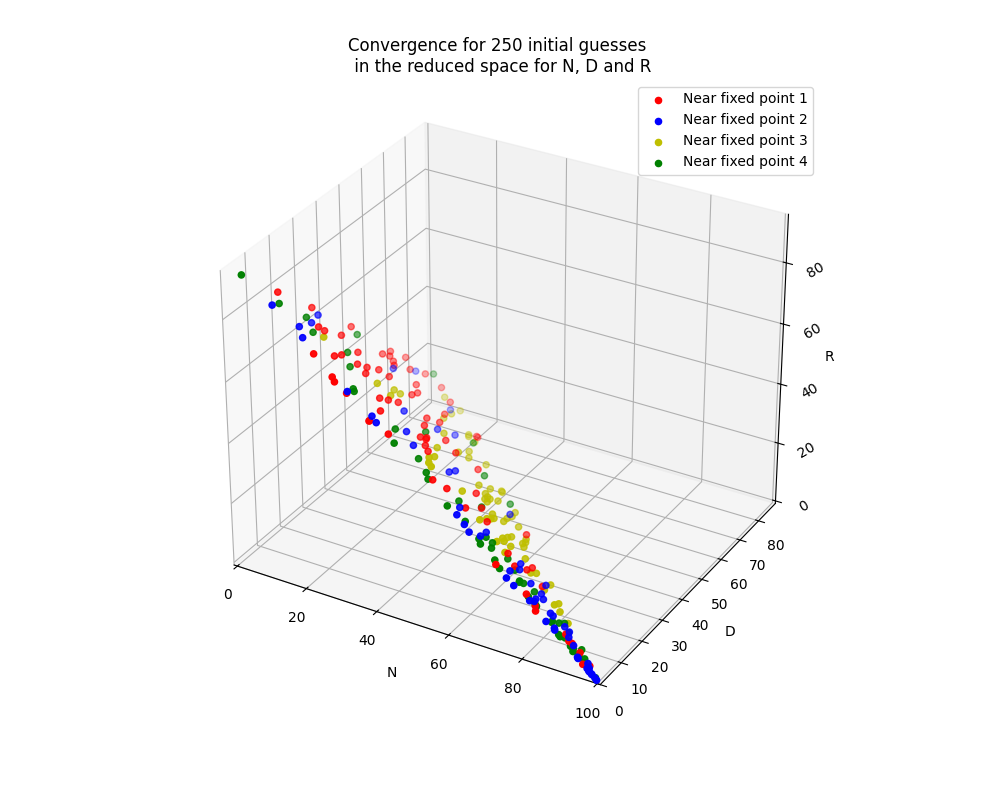 Convergence for 250 initial guesses
in the reduced space for N, D and R
Near fixed point 1
Near fixed point 2
Near fixed point 3
Near fixed point 4
80
60
R
40
20
0
80
70
60
50
40
D
30
20
10
0
0
20
40
60
80
100
N